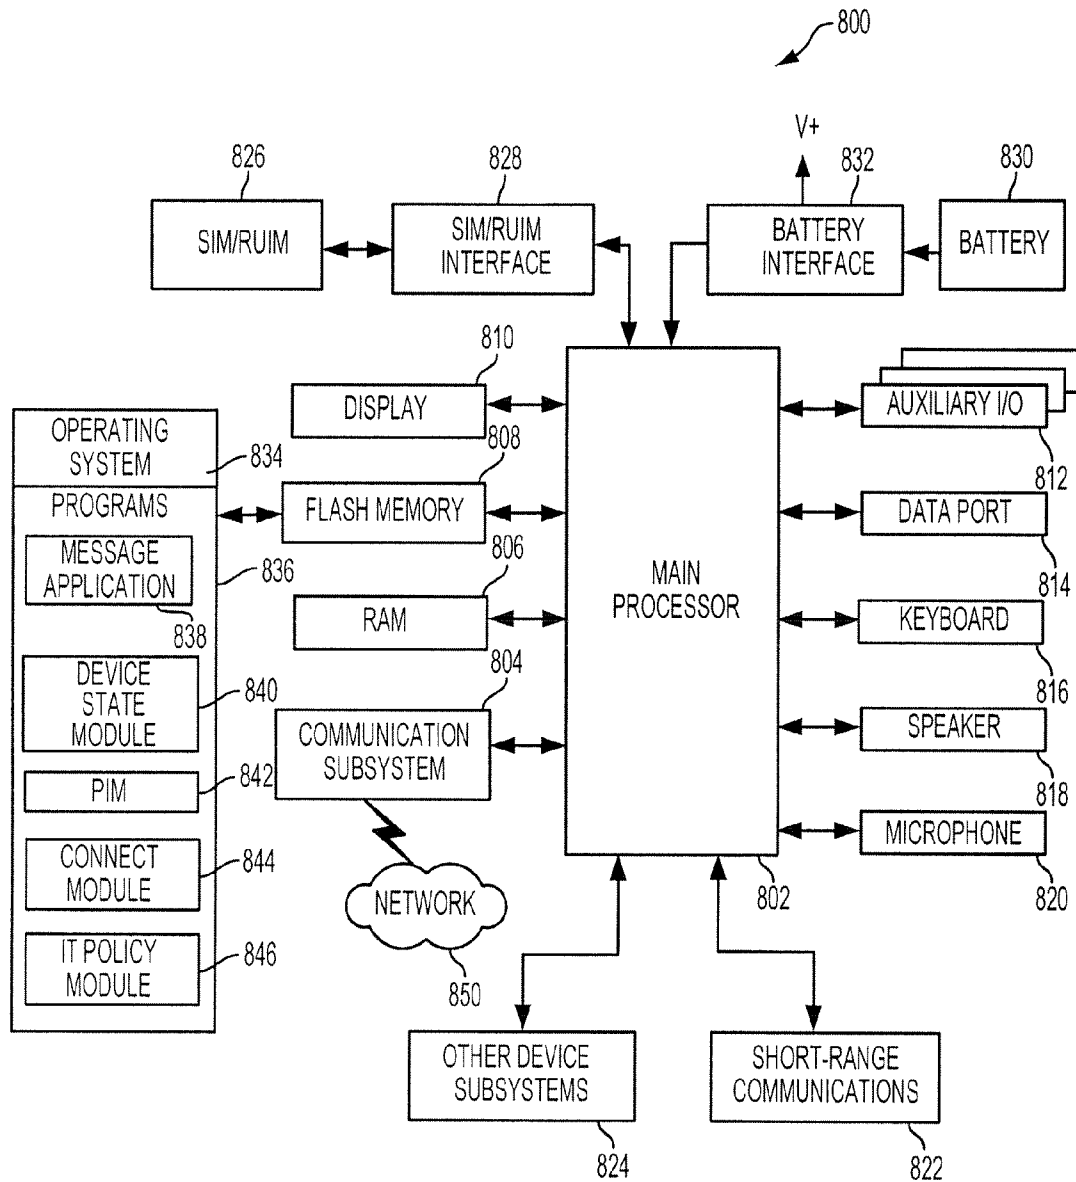 800
V+
826
828
832
830
SIM/RUIM
SIM/RUIM
INTERFACE
BATTERY
INTERFACE
BATTERY
810
DISPLAY
AUXILIARY I/O
812
OPERATING
SYSTEM
834
808
FLASH MEMORY
DATA PORT
814
PROGRAMS
MESSAGE
APPLICATION
836
838
806
RAM
MAIN
PROCESSOR
KEYBOARD
816
DEVICE
STATE
MODULE
840
804
COMMUNICATION
SUBSYSTEM
SPEAKER
818
PIM
842
MICROPHONE
820
CONNECT
MODULE
844
NETWORK
850
802
IT POLICY
MODULE
846
OTHER DEVICE
SUBSYSTEMS
824
SHORT-RANGE
COMMUNICATIONS
822